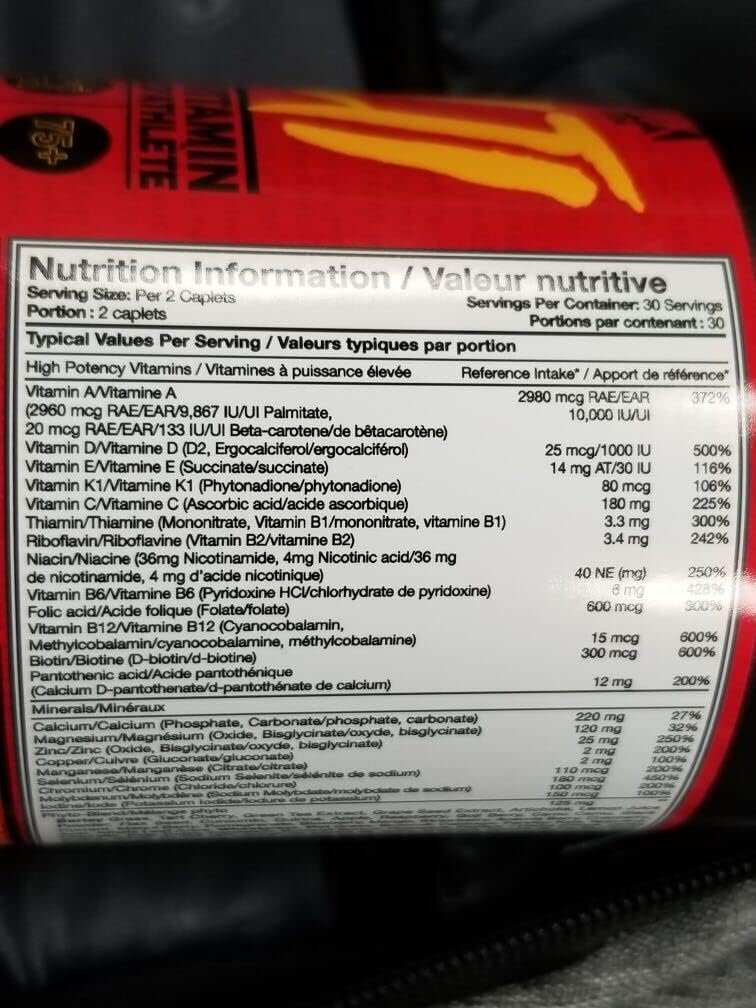 75+
VITAMIN
ATHLETE
Nutrition Information / Valeur nutritive
Serving Size: Per 2 Caplets
Servings Per Container: 30 Servings
Portion : 2 caplets
Portions par contenant : 30
Typical Values Per Serving / Valeurs typiques par portion
High Potency Vitamins / Vitamines à puissance élevée Reference Intake* / Apport de référence*
Vitamin A/Vitamine A 2980 mcg RAE/EAR 372%
(2960 mcg RAE/EAR/9,867 IU/UI Palmitate, 10,000 IU/UI
20 mcg RAE/EAR/133 IU/UI Beta-carotene/de bêtacarotène)
Vitamin D/Vitamine D (D2, Ergocalciferol/ergocalciférol) 25 mcg/1000 IU 500%
Vitamin E/Vitamine E (Succinate/succinate) 14 mg AT/30 IU 116%
Vitamin K1/Vitamine K1 (Phytonadione/phytonadione) 80 mcg 106%
Vitamin C/Vitamine C (Ascorbic acid/acide ascorbique) 180 mg 225%
Thiamin/Thiamine (Mononitrate, Vitamin B1/mononitrate, vitamine B1) 3.3 mg 300%
Riboflavin/Riboflavine (Vitamin B2/vitamine B2) 3.4 mg 242%
Niacin/Niacine (36mg Nicotinamide, 4mg Nicotinic acid/36 mg
de nicotinamide, 4 mg d'acide nicotinique) 40 NE (mg) 250%
Vitamin B6/Vitamine B6 (Pyridoxine HCl/chlorhydrate de pyridoxine) 6 mg 428%
Folic acid/Acide folique (Folate/folate) 600 mcg 300%
Vitamin B12/Vitamine B12 (Cyanocobalamin,
Methylcobalamin/cyanocobalamine, méthylcobalamine) 15 mcg 600%
Biotin/Biotine (D-biotin/d-biotine) 300 mcg 600%
Pantothenic acid/Acide pantothénique
(Calcium D-pantothenate/d-pantothénate de calcium) 12 mg 200%
Minerals/Minéraux
Calcium/Calcium (Phosphate, Carbonate/phosphate, carbonate) 220 mg 27%
Magnesium/Magnésium (Oxide, Bisglycinate/oxyde, bisglycinate) 120 mg 32%
Zinc/Zinc (Oxide, Bisglycinate/oxyde, bisglycinate) 25 mg 250%
Copper/Cuivre (Gluconate/gluconate) 2 mg 200%
Manganese/Manganèse (Citrate/citrate) 2 mg 100%
Selenium/Sélénium (Sodium Selenite/sélénite de sodium) 110 mcg 200%
Chromium/Chrome (Chloride/chlorure) 180 mcg 450%
Molybdenum/Molybdène (Sodium Molybdate/molybdate de sodium) 100 mcg 200%
Iodine/Iode (Potassium Iodide/Iodure de potassium) 150 mcg 100%
125 mg